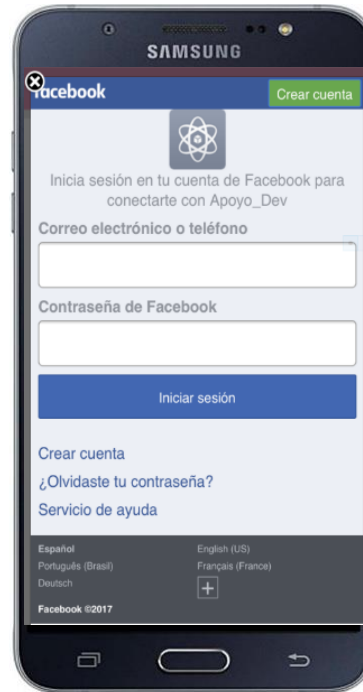 SAMSUNG
facebook
Crear cuenta
Inicia sesión en tu cuenta de Facebook para
conectarte con Apoyo_Dev
Correo electrónico o teléfono
Contraseña de Facebook
Iniciar sesión
Crear cuenta
¿Olvidaste tu contraseña?
Servicio de ayuda
Español
English (US)
Português (Brasil)
Français (France)
Deutsch
Facebook ©2017